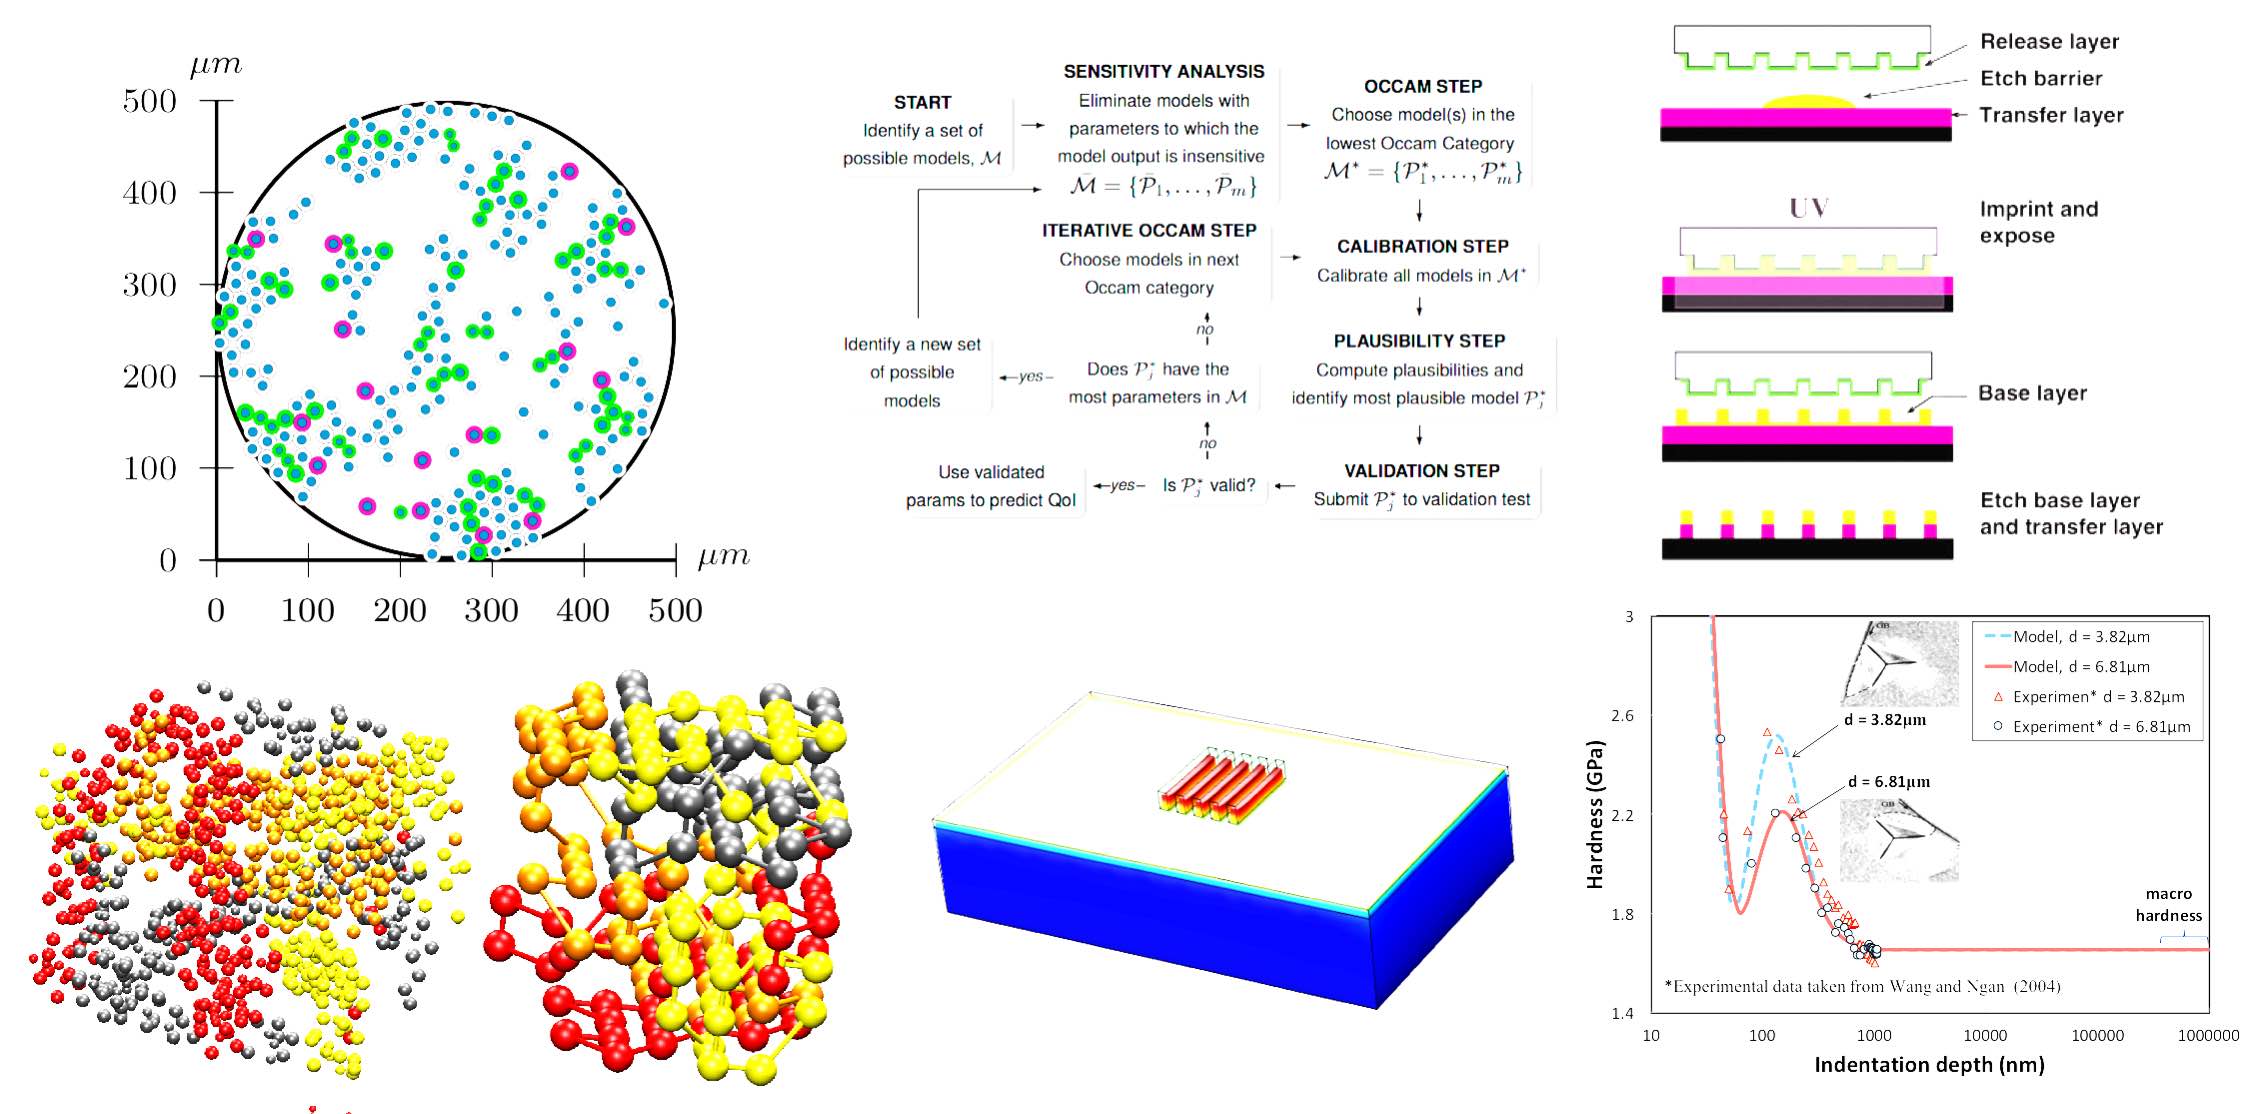 μm
500
400
300
200
100
0
0 100 200 300 400 500
μm
START
Identify a set of
possible models, M
SENSITIVITY ANALYSIS
Eliminate models with
parameters to which the
model output is insensitive
M̄ = {P̄₁, . . . , P̄ₘ}
OCCAM STEP
Choose model(s) in the
lowest Occam Category
M* = {P₁*, . . . , Pₘ*}
ITERATIVE OCCAM STEP
Choose models in next
Occam category
CALIBRATION STEP
Calibrate all models in M*
no
Identify a new set
of possible
models
yes
Does Pⱼ* have the
most parameters in M
PLAUSIBILITY STEP
Compute plausibilities and
identify most plausible model Pⱼ*
no
Use validated
params to predict QoI
yes
Is Pⱼ* valid?
VALIDATION STEP
Submit Pⱼ* to validation test
Release layer
Etch barrier
Transfer layer
UV
Imprint and
expose
Base layer
Etch base layer
and transfer layer
3
2.6
2.2
1.8
1.4
Hardness (GPa)
GB
Model, d = 3.82μm
Model, d = 6.81μm
Experimen* d = 3.82μm
Experiment* d = 6.81μm
d = 3.82μm
d = 6.81μm
GB
macro
hardness
*Experimental data taken from Wang and Ngan (2004)
10 100 1000 10000 100000 1000000
Indentation depth (nm)